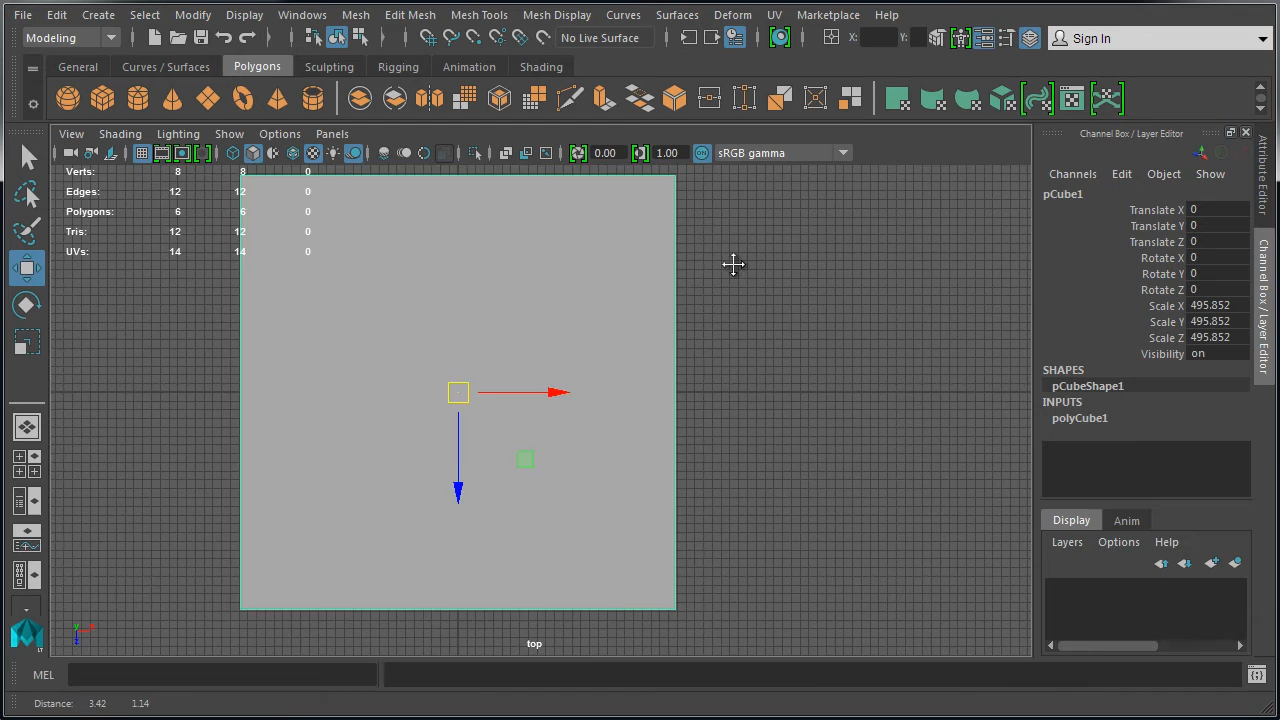 File Edit Create Select Modify Display Windows Mesh Edit Mesh Mesh Tools Mesh Display Curves Surfaces Deform UV Marketplace Help
Modeling No Live Surface X: Y: Sign In
General Curves / Surfaces Polygons Sculpting Rigging Animation Shading
View Shading Lighting Show Options Panels
0.00 1.00 sRGB gamma
Verts: 8 8 0
Edges: 12 12 0
Polygons: 6 6 0
Tris: 12 12 0
UVs: 14 14 0
y x z
top
LT
Channel Box / Layer Editor
Channels Edit Object Show
pCube1
Translate X 0
Translate Y 0
Translate Z 0
Rotate X 0
Rotate Y 0
Rotate Z 0
Scale X 495.852
Scale Y 495.852
Scale Z 495.852
Visibility on
SHAPES
pCubeShape1
INPUTS
polyCube1
Display Anim
Layers Options Help
Attribute Editor
Channel Box / Layer Editor
MEL
Distance: 3.42 1.14